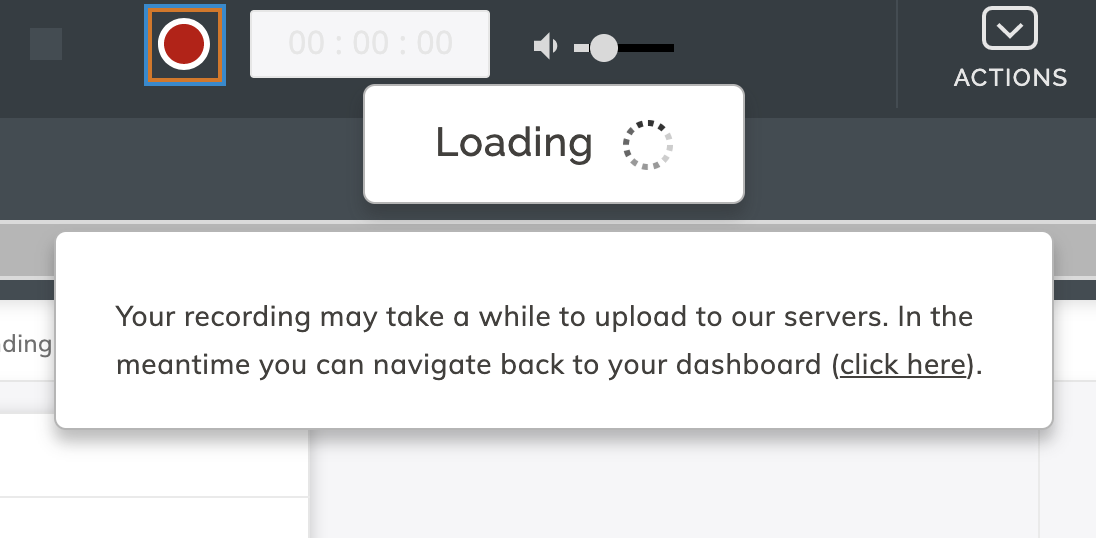 00 : 00 : 00
ACTIONS
Loading
Your recording may take a while to upload to our servers. In the
meantime you can navigate back to your dashboard (click here).